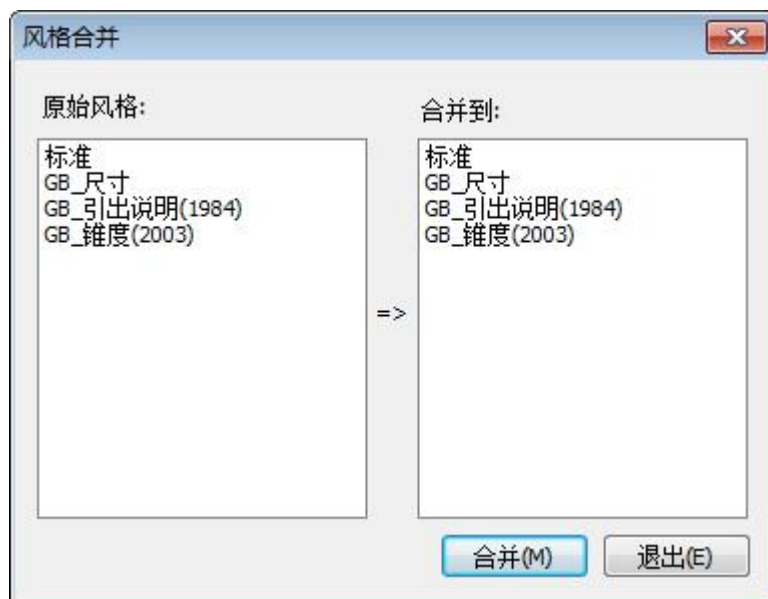 风格合并
原始风格:
标准
GB_尺寸
GB_引出说明(1984)
GB_锥度(2003)
=>
合并到:
标准
GB_尺寸
GB_引出说明(1984)
GB_锥度(2003)
合并(M)
退出(E)